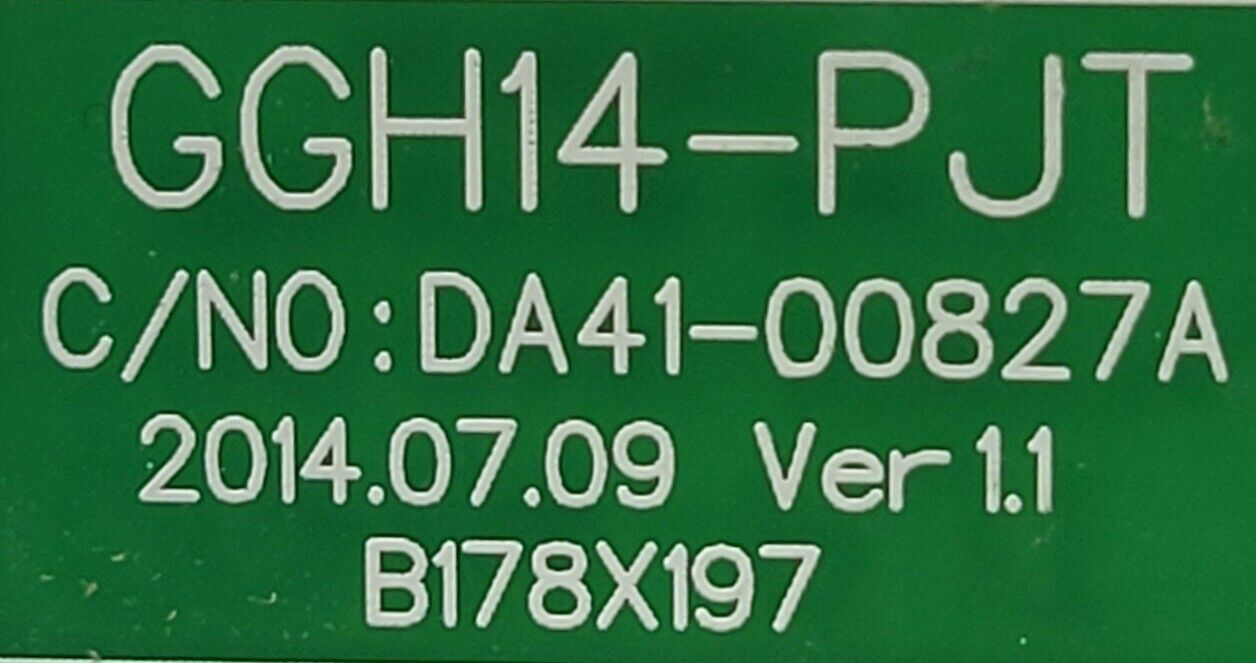 GGH14-PJT
C/NO:DA41-00827A
2014.07.09 Ver 1.1
B178X197